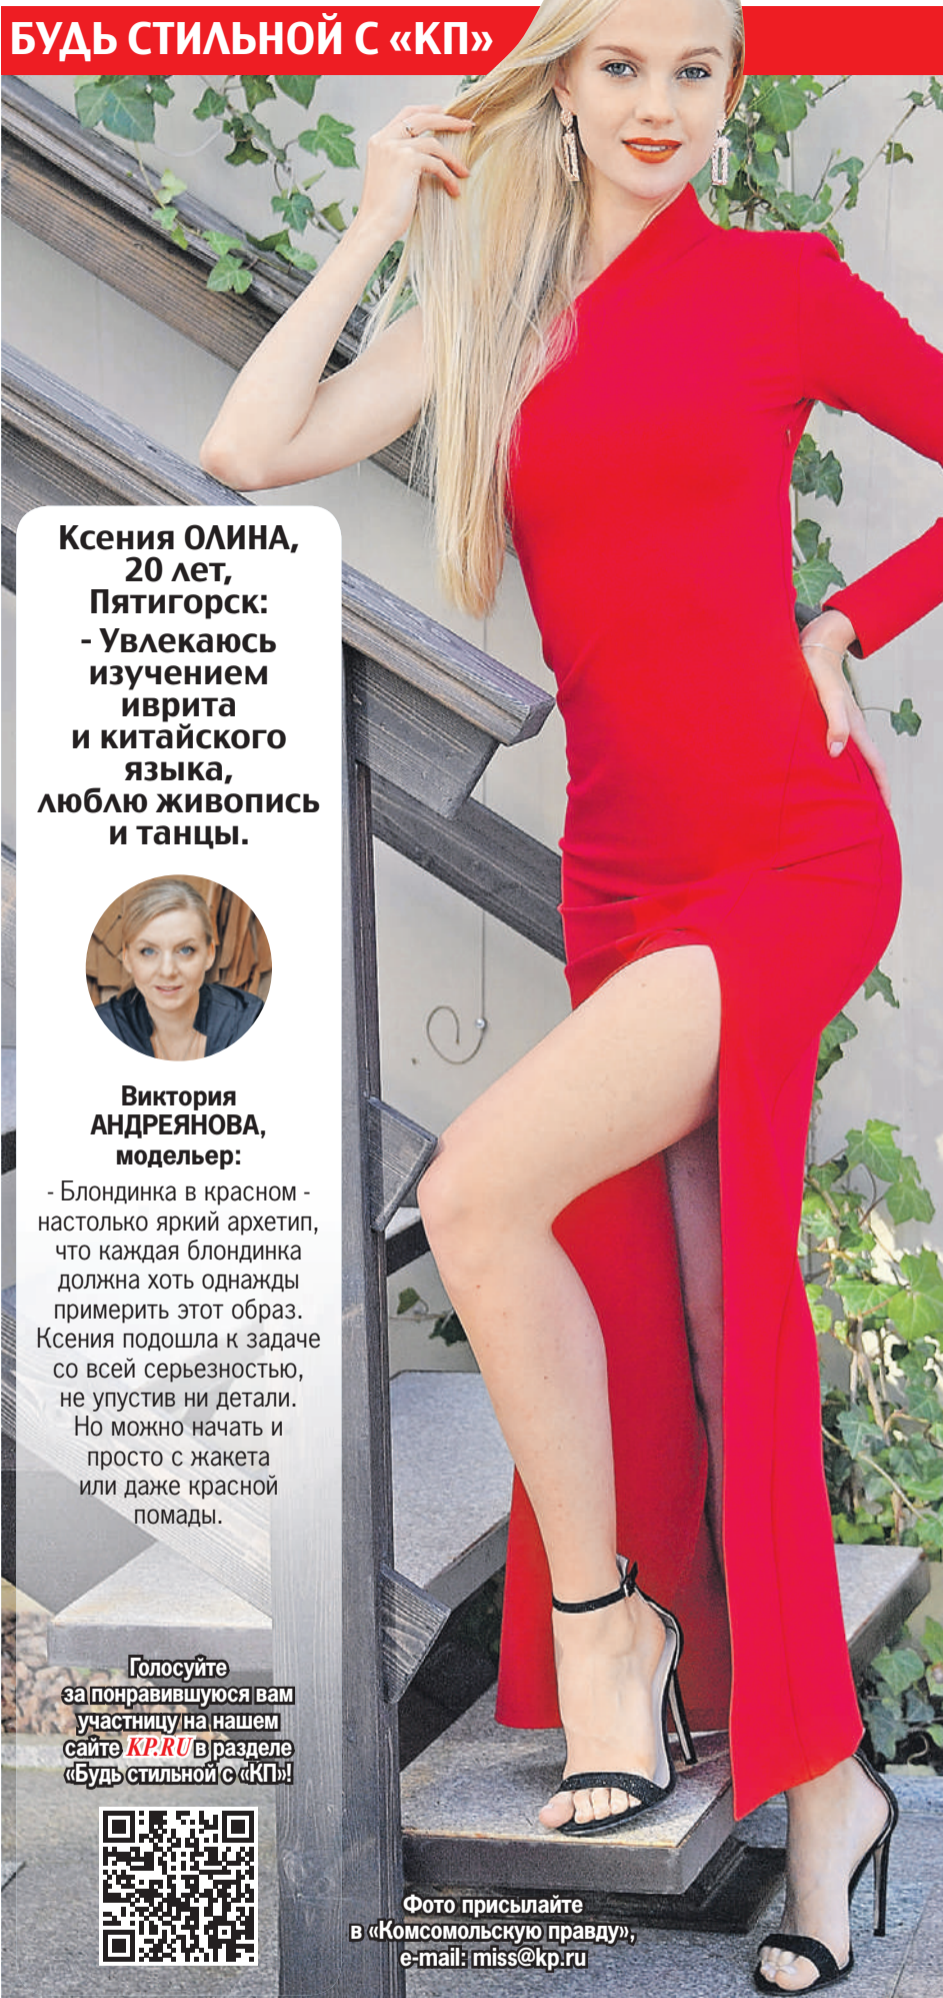 БУДЬ СТИЛЬНОЙ С «КП»
Ксения ОЛИНА,
20 лет,
Пятигорск:
- Увлекаюсь
изучением
иврита
и китайского
языка,
люблю живопись
и танцы.
Виктория
АНДРЕЯНОВА,
модельер:
- Блондинка в красном -
настолько яркий архетип,
что каждая блондинка
должна хоть однажды
примерить этот образ.
Ксения подошла к задаче
со всей серьезностью,
не упустив ни детали.
Но можно начать и
просто с жакета
или даже красной
помады.
Голосуйте
за понравившуюся вам
участницу на нашем
сайте KP.RU в разделе
«Будь стильной с «КП»!
Фото присылайте
в «Комсомольскую правду»,
e-mail: miss@kp.ru